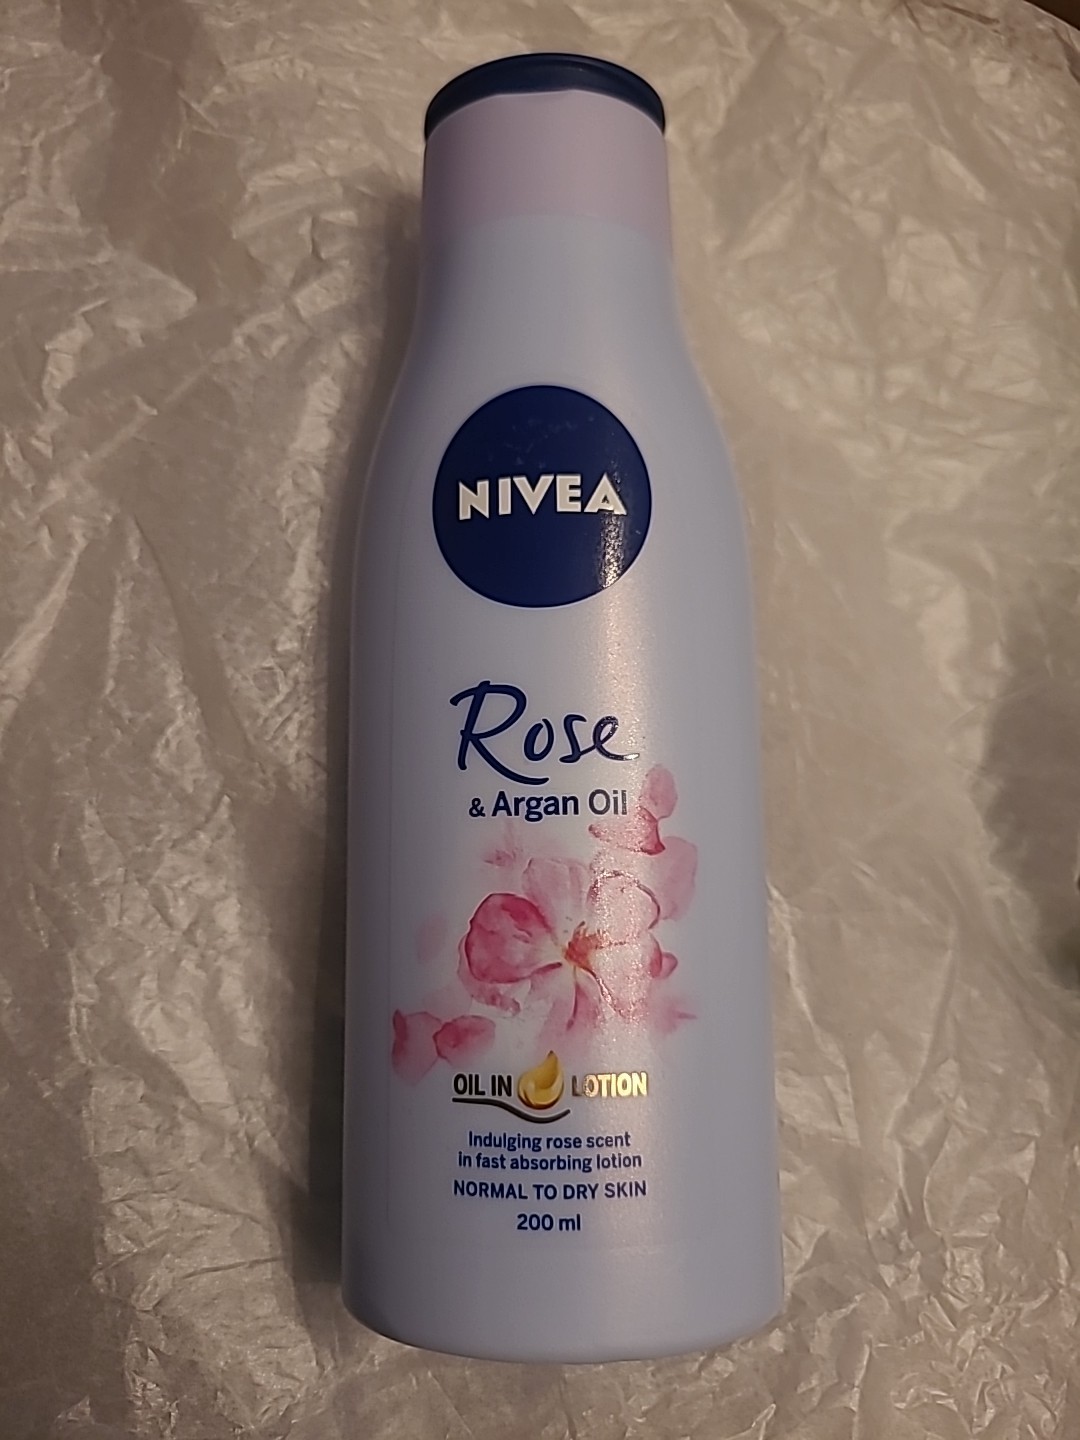 NIVEA
Rose
& Argan Oil
OIL IN LOTION
Indulging rose scent
in fast absorbing lotion
NORMAL TO DRY SKIN
200 ml